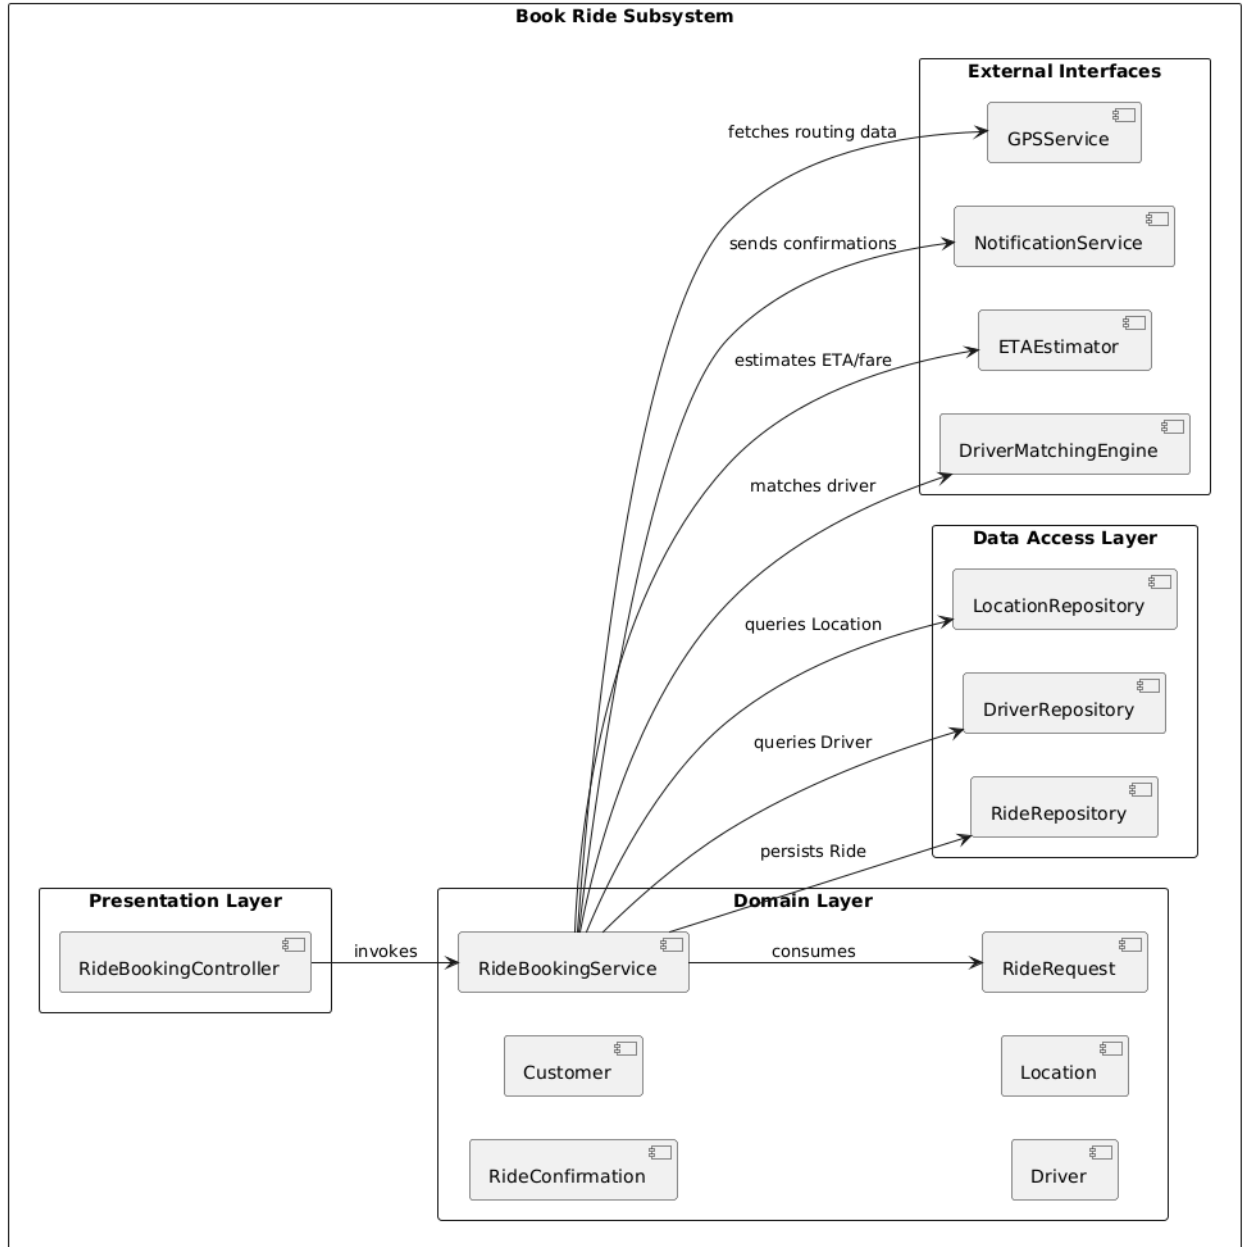 Book Ride Subsystem
External Interfaces
fetches routing data
GPSService
sends confirmations
NotificationService
estimates ETA/fare
ETAEstimator
matches driver
DriverMatchingEngine
Data Access Layer
queries Location
LocationRepository
queries Driver
DriverRepository
persists Ride
RideRepository
Presentation Layer
Domain Layer
RideBookingController
invokes
RideBookingService
consumes
RideRequest
Customer
Location
RideConfirmation
Driver